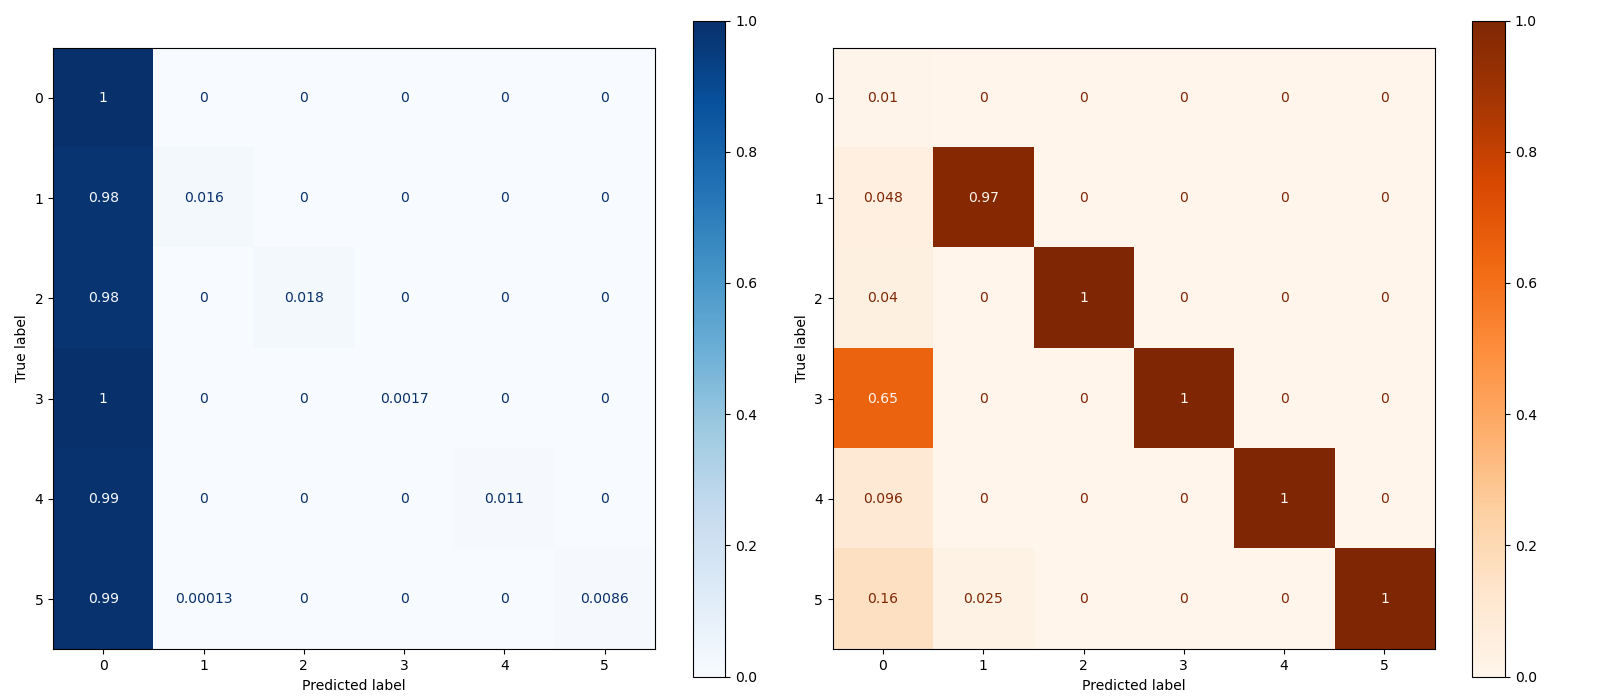 1.0
0 1 0 0 0 0 0
0.8
1 0.98 0.016 0 0 0 0
0.6
2 0.98 0 0.018 0 0 0
True label
3 1 0 0 0.0017 0 0
0.4
4 0.99 0 0 0 0.011 0
0.2
5 0.99 0.00013 0 0 0 0.0086
0.0
0 1 2 3 4 5
Predicted label
1.0
0 0.01 0 0 0 0 0
0.8
1 0.048 0.97 0 0 0 0
0.6
2 0.04 0 1 0 0 0
True label
3 0.65 0 0 1 0 0
0.4
4 0.096 0 0 0 1 0
0.2
5 0.16 0.025 0 0 0 1
0.0
0 1 2 3 4 5
Predicted label